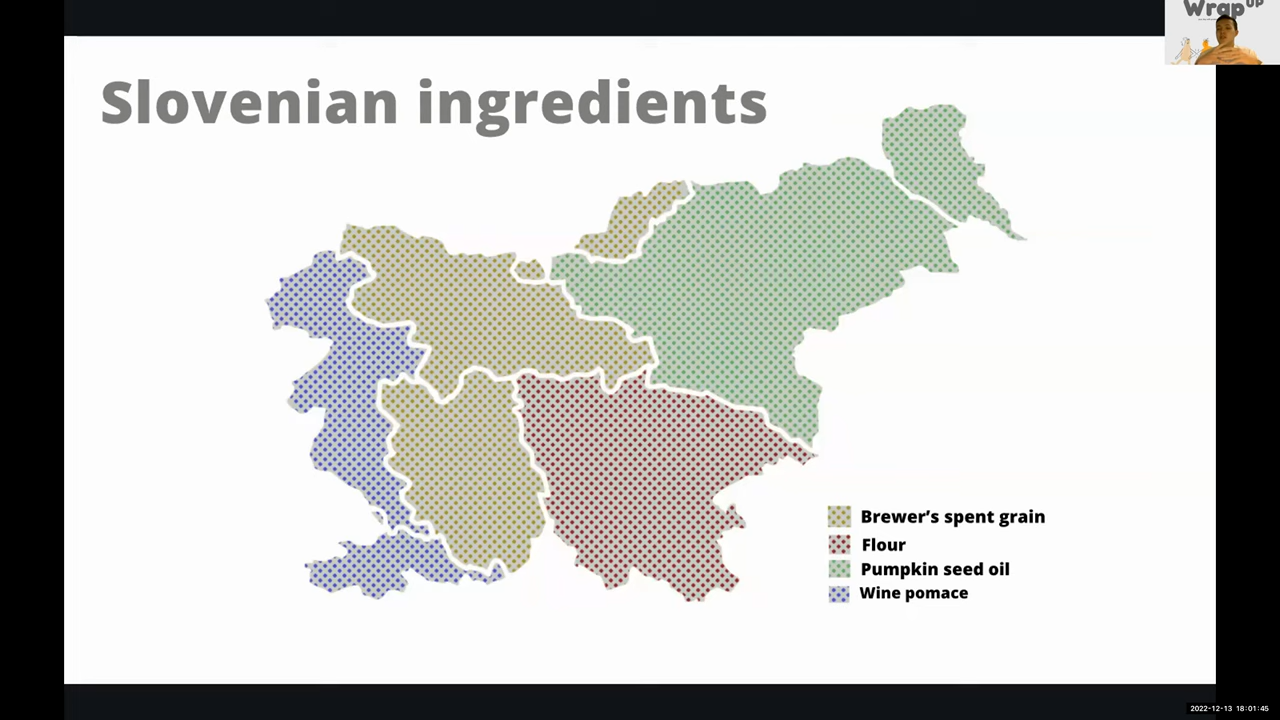 Wrap UP
Slovenian ingredients
Brewer’s spent grain
Flour
Pumpkin seed oil
Wine pomace
2022-12-13 18:01:45